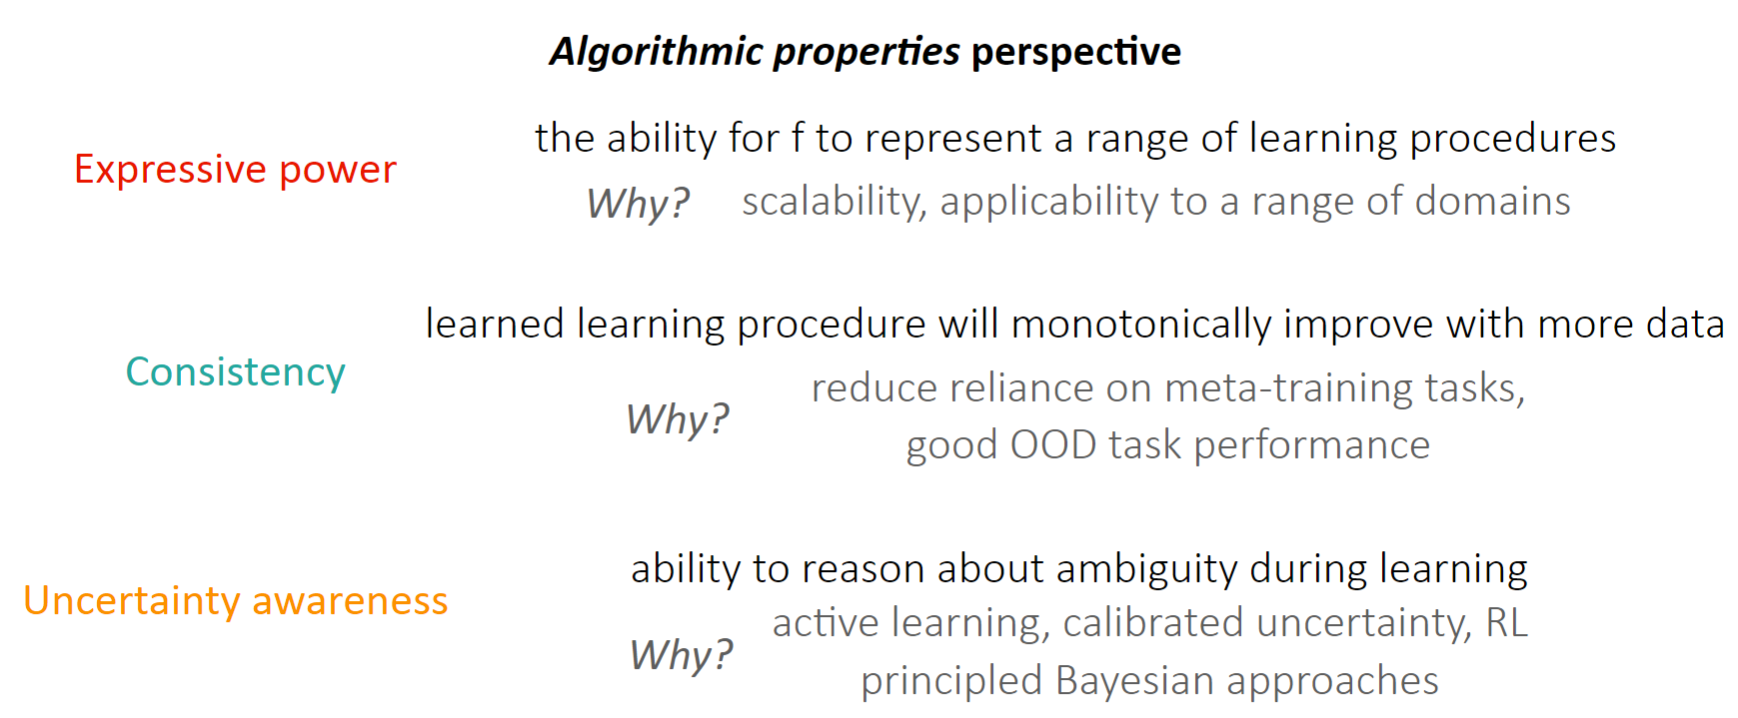 Algorithmic properties perspective
Expressive power
the ability for f to represent a range of learning procedures
Why? scalability, applicability to a range of domains
Consistency
learned learning procedure will monotonically improve with more data
Why?
reduce reliance on meta-training tasks,
good OOD task performance
Uncertainty awareness
ability to reason about ambiguity during learning
Why?
active learning, calibrated uncertainty, RL
principled Bayesian approaches